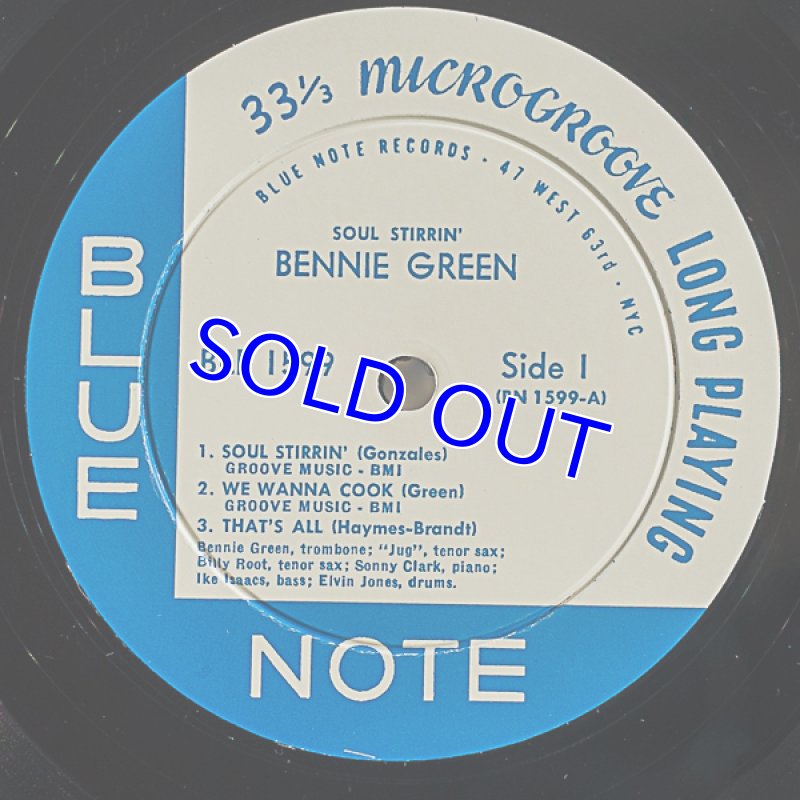 33⅓ MICROGROOVE LONG PLAYING
BLUE NOTE RECORDS · 47 WEST 63rd · NYC
SOUL STIRRIN'
BENNIE GREEN
1599
Side 1
(BN 1599-A)
SOLD OUT
1. SOUL STIRRIN' (Gonzales)
GROOVE MUSIC - BMI
2. WE WANNA COOK (Green)
GROOVE MUSIC - BMI
3. THAT'S ALL (Haymes-Brandt)
Bennie Green, trombone; "Jug", tenor sax;
Billy Root, tenor sax; Sonny Clark, piano;
Ike Isaacs, bass; Elvin Jones, drums.
BLUE
NOTE